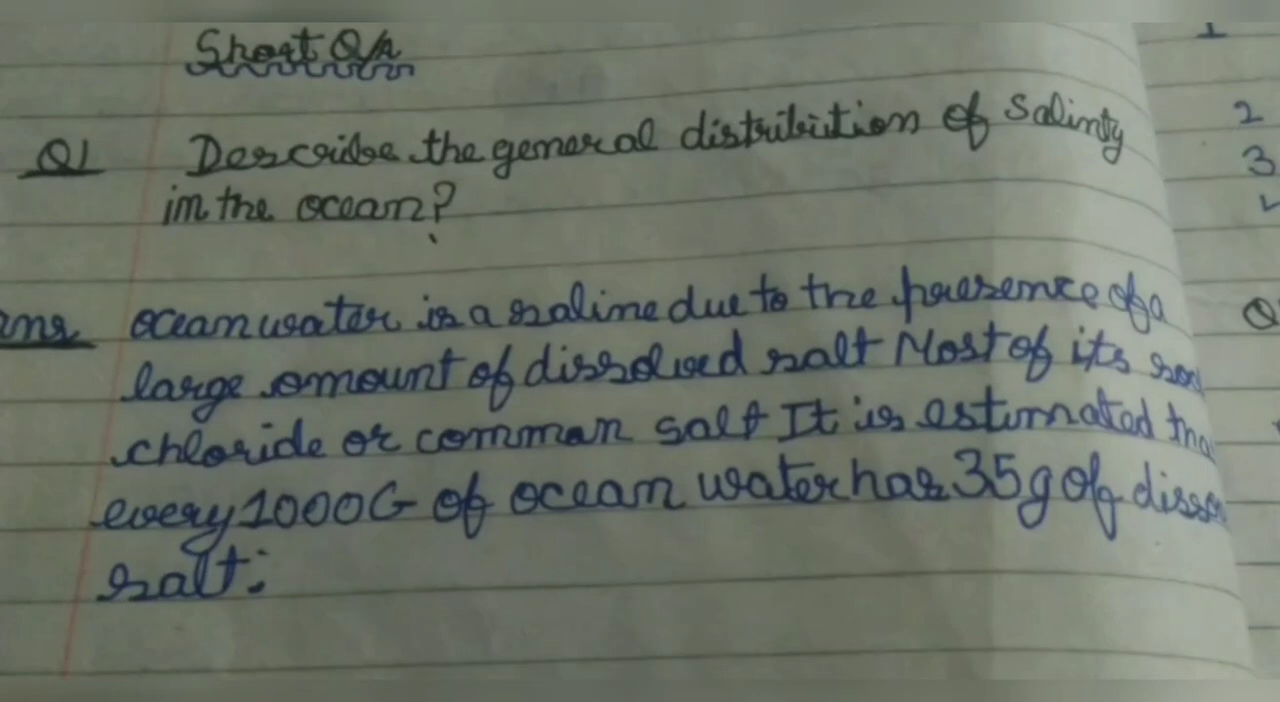 Short Q/A
Q1 Describe the general distribution of Salinty
in the ocean?
ans ocean water is a saline due to the presence of a
large amount of dissolved salt Most of its
chloride or common salt It is estimated
every 1000G of ocean water has 35g of
salt:
1
2
3
Q